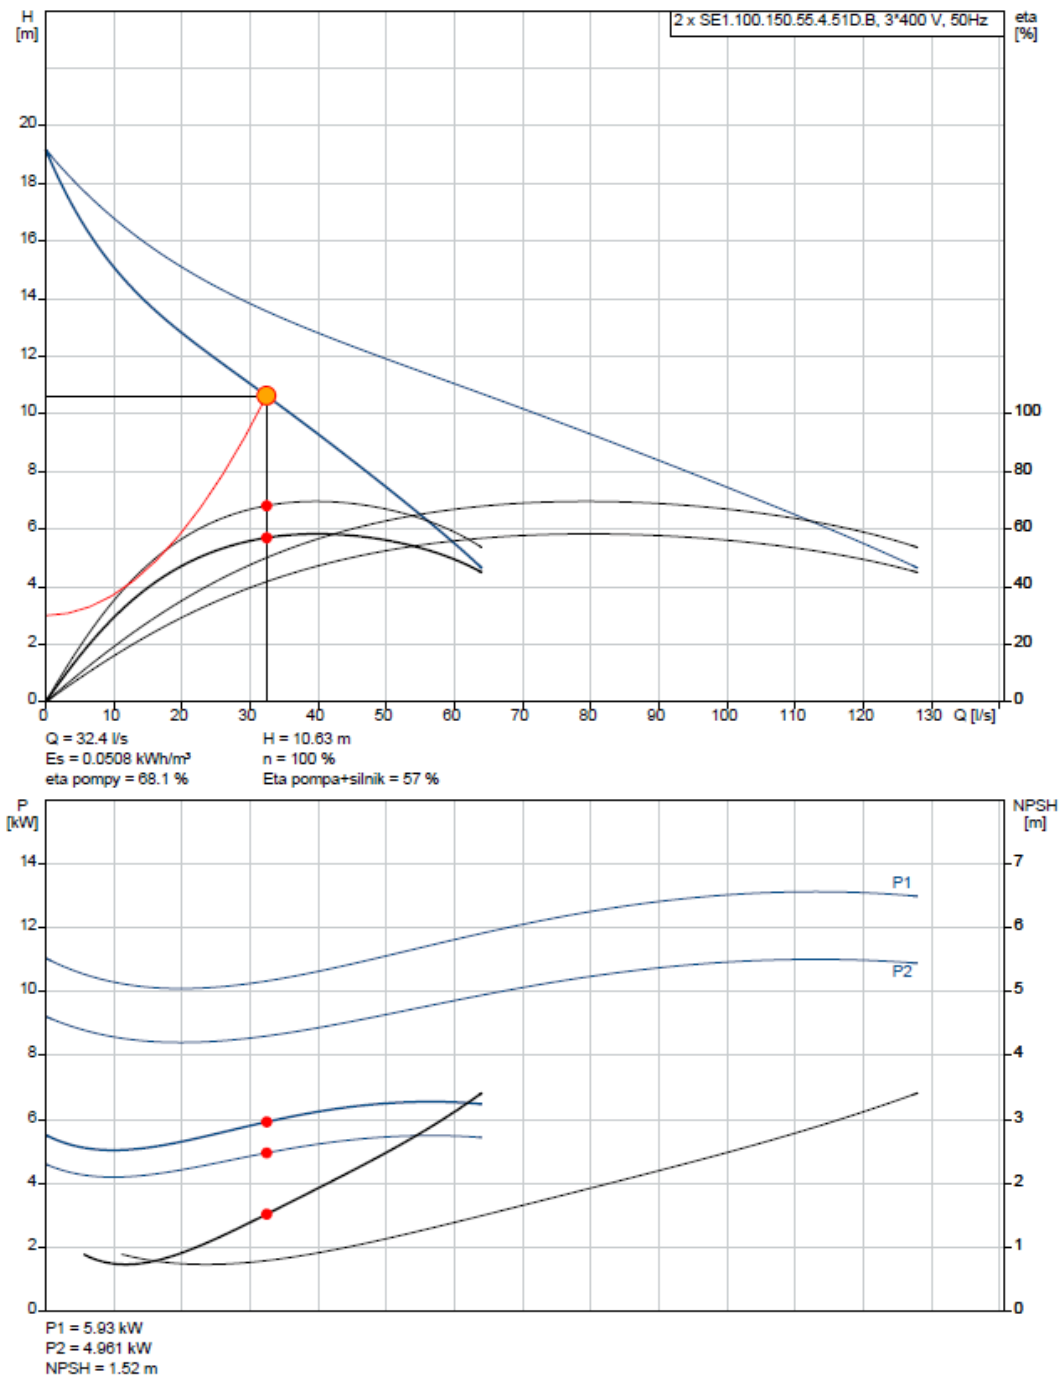 H
[m]
2 x SE1.100.150.55.4.51D.B, 3*400 V, 50Hz
eta
[%]
20
18
16
14
12
10
8
6
4
2
0
100
80
60
40
20
0
0 10 20 30 40 50 60 70 80 90 100 110 120 130 Q [l/s]
Q = 32.4 l/s H = 10.63 m
Es = 0.0508 kWh/m³ n = 100 %
eta pompy = 68.1 % Eta pompa+silnik = 57 %
P
[kW]
NPSH
[m]
14
12
10
8
6
4
2
0
P1
P2
7
6
5
4
3
2
1
0
P1 = 5.93 kW
P2 = 4.961 kW
NPSH = 1.52 m